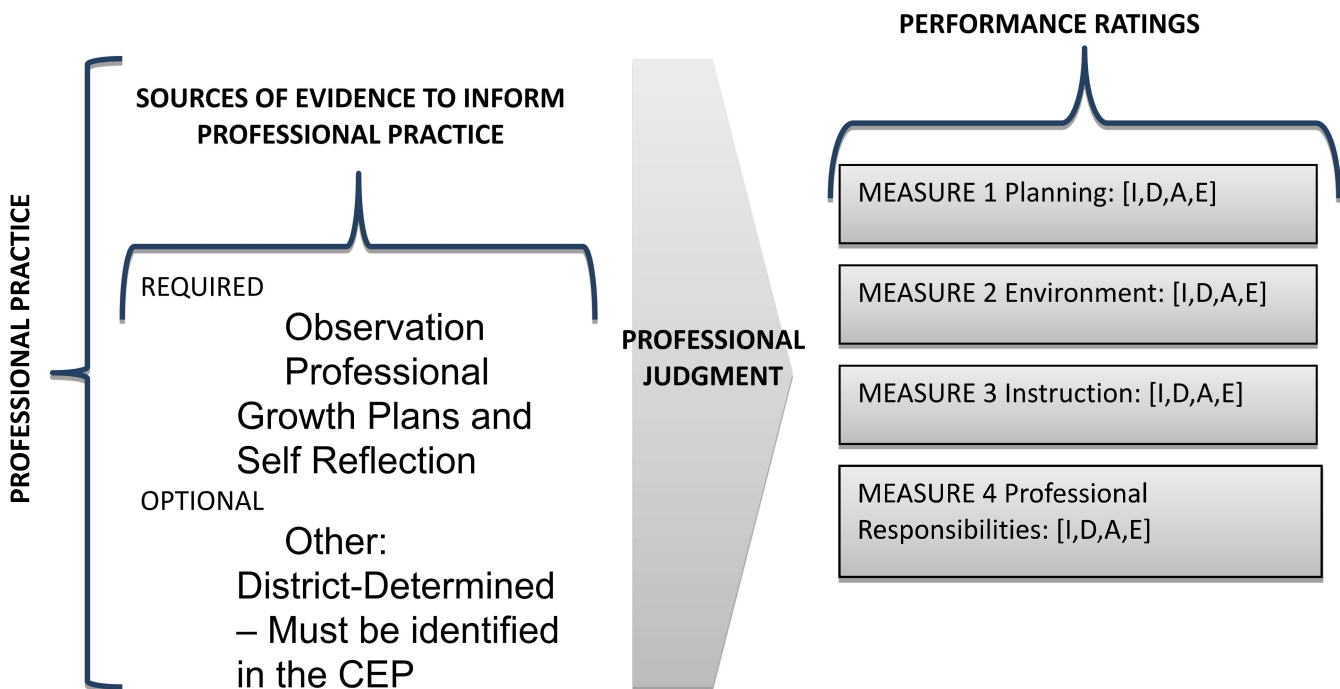 PROFESSIONAL PRACTICE
SOURCES OF EVIDENCE TO INFORM
PROFESSIONAL PRACTICE
REQUIRED
Observation
Professional
Growth Plans and
Self Reflection
OPTIONAL
Other:
District-Determined
– Must be identified
in the CEP
PROFESSIONAL
JUDGMENT
PERFORMANCE RATINGS
MEASURE 1 Planning: [I,D,A,E]
MEASURE 2 Environment: [I,D,A,E]
MEASURE 3 Instruction: [I,D,A,E]
MEASURE 4 Professional
Responsibilities: [I,D,A,E]